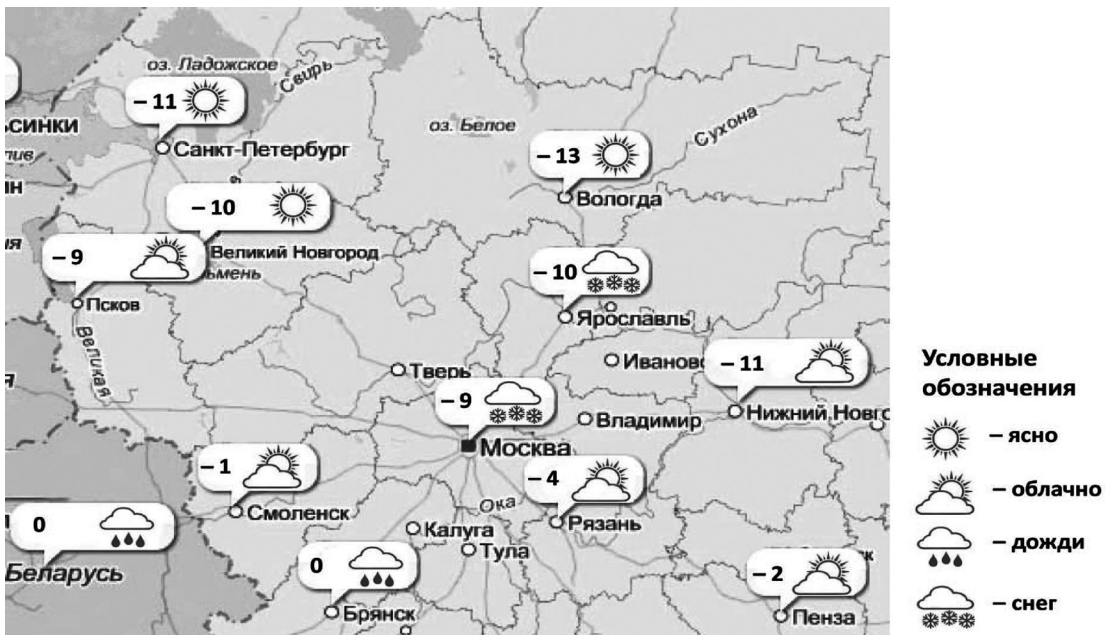 оз. Ладожское
Свирь
– 11
ьсинки
Санкт-Петербург
оз. Белое
Сухона
– 13
Вологда
– 10
– 9
Великий Новгород
ьмень
Псков
Великая
– 10
Ярославль
Тверь
Иваново
– 11
– 9
Владимир
Нижний Новго
Москва
– 1
Смоленск
– 4
Ока
Рязань
Калуга
Тула
0
Беларусь
0
Брянск
– 2
Пенза
Условные
обозначения
– ясно
– облачно
– дожди
– снег